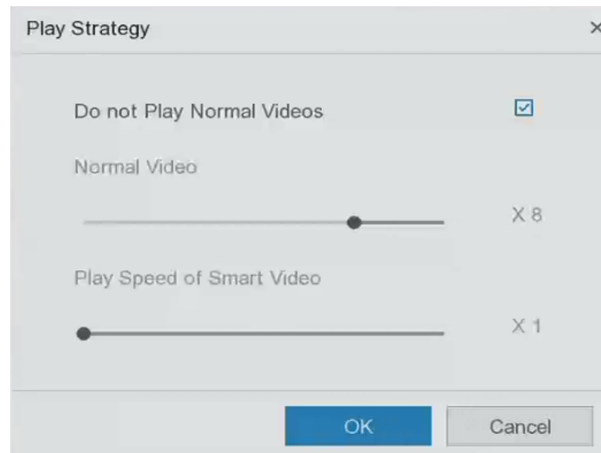 Play Strategy
Do not Play Normal Videos
Normal Video
X 8
Play Speed of Smart Video
X 1
OK
Cancel